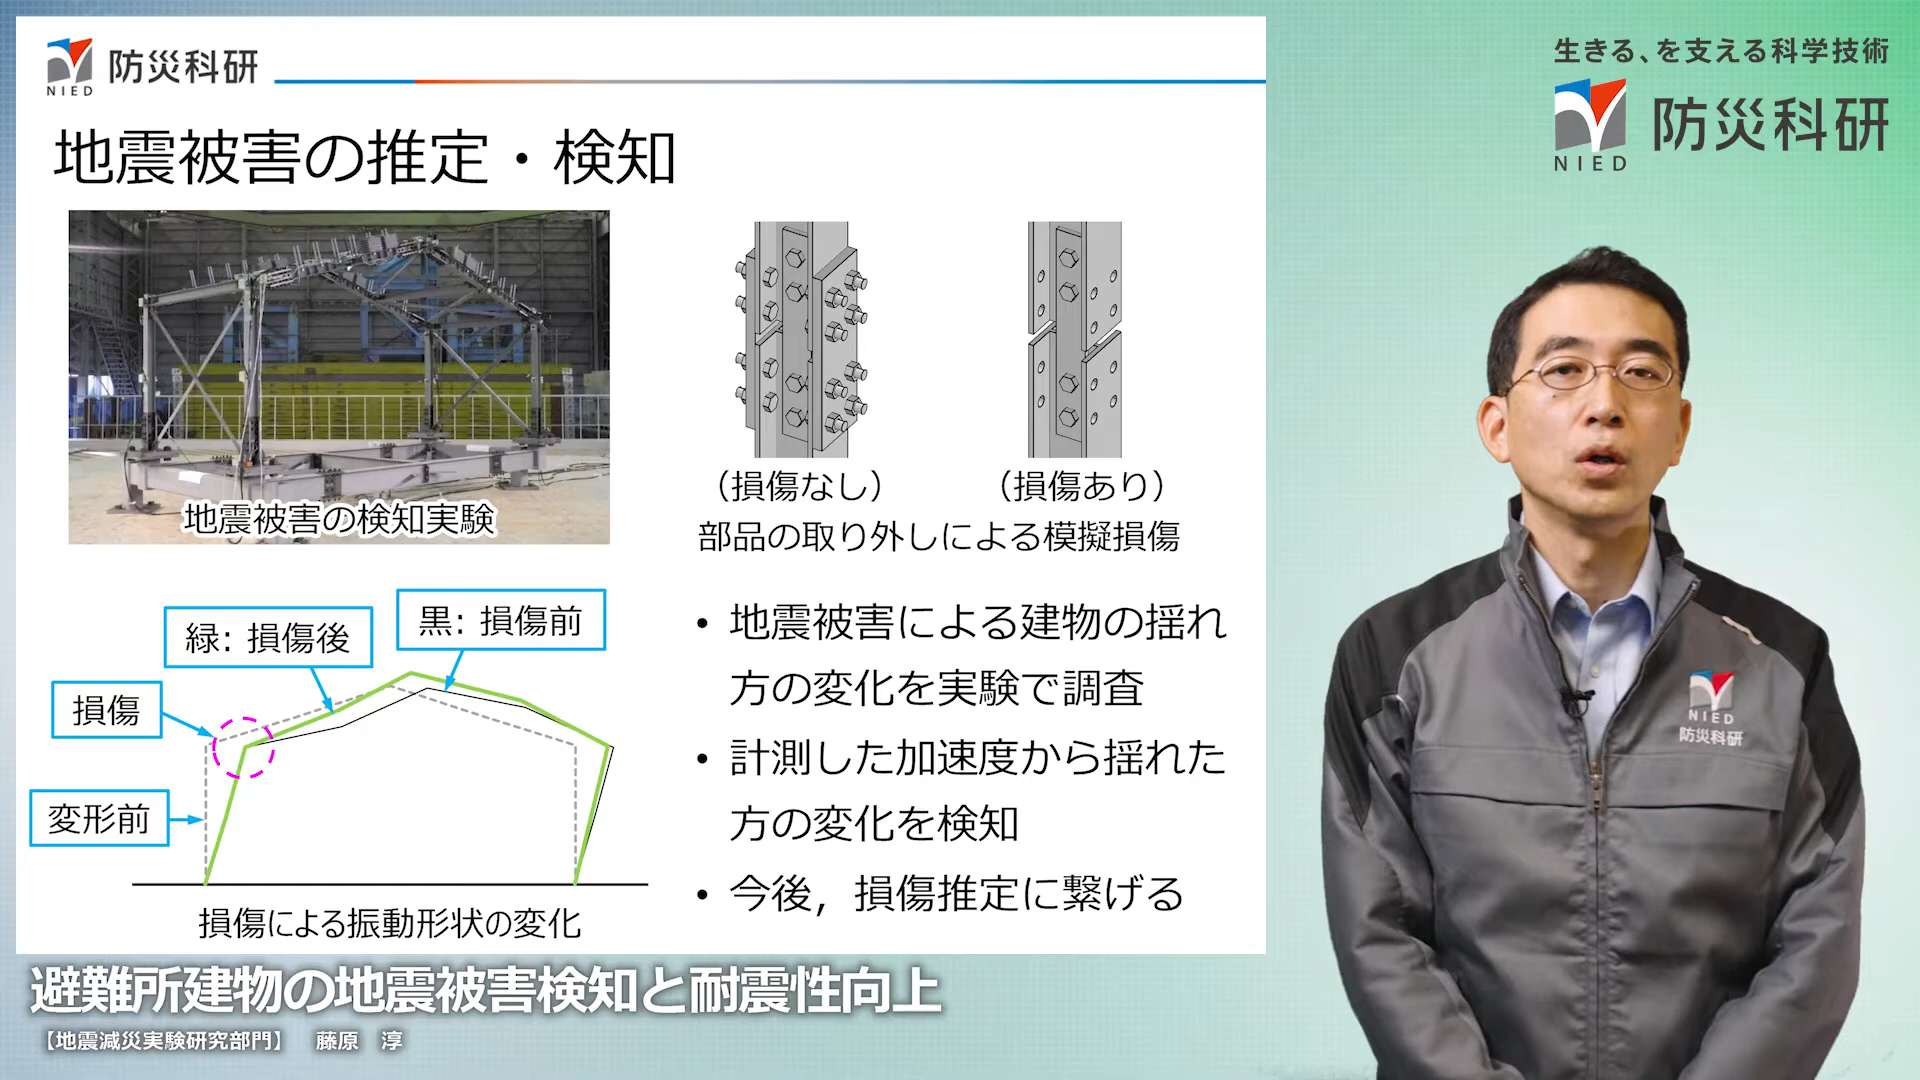 防災科研
NIED
地震被害の推定・検知
地震被害の検知実験
(損傷なし)
(損傷あり)
部品の取り外しによる模擬損傷
緑: 損傷後
黒: 損傷前
損傷
変形前
損傷による振動形状の変化
• 地震被害による建物の揺れ
方の変化を実験で調査
• 計測した加速度から揺れた
方の変化を検知
• 今後，損傷推定に繋げる
生きる、を支える科学技術
防災科研
NIED
NIED
防災科研
避難所建物の地震被害検知と耐震性向上
【地震減災実験研究部門】 藤原 淳